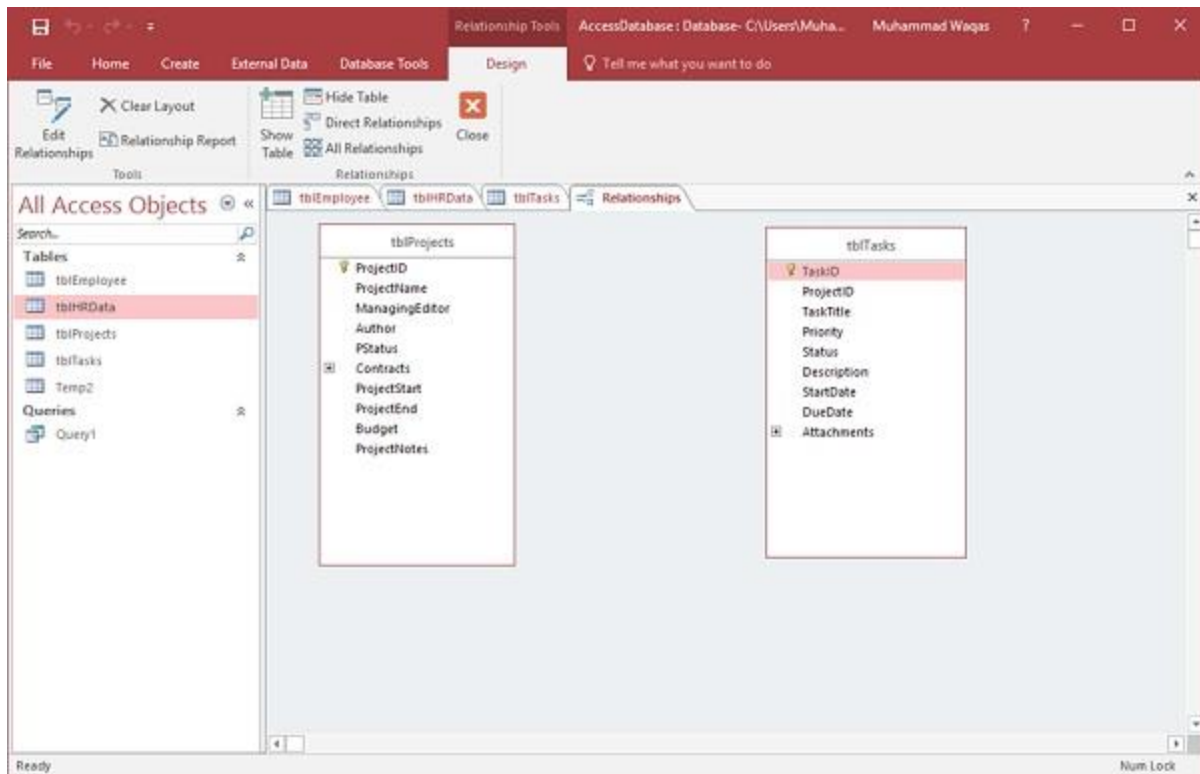 Relationship Tools AccessDatabase : Database- C:\Users\Muha... Muhammad Waqas ?
File Home Create External Data Database Tools Design Tell me what you want to do
Edit Relationships
Clear Layout
Relationship Report
Tools
Show Table
Hide Table
Direct Relationships
All Relationships
Relationships
Close
All Access Objects «
Search...
Tables
tblEmployee
tblHRData
tblProjects
tblTasks
Temp2
Queries
Query1
tblEmployee tblHRData tblTasks Relationships
tblProjects
ProjectID
ProjectName
ManagingEditor
Author
PStatus
Contracts
ProjectStart
ProjectEnd
Budget
ProjectNotes
tblTasks
TaskID
ProjectID
TaskTitle
Priority
Status
Description
StartDate
DueDate
Attachments
Ready Num Lock